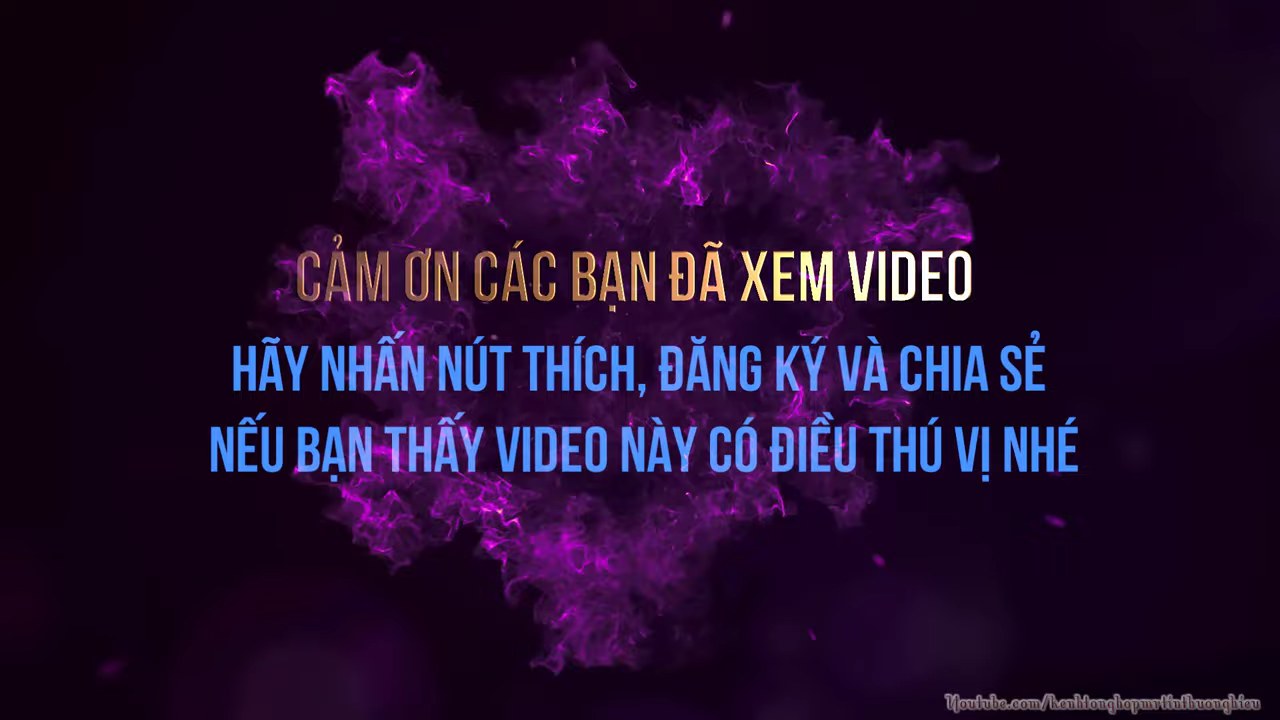 CẢM ƠN CÁC BẠN ĐÃ XEM VIDEO
HÃY NHẤN NÚT THÍCH, ĐĂNG KÝ VÀ CHIA SẺ
NẾU BẠN THẤY VIDEO NÀY CÓ ĐIỀU THÚ VỊ NHÉ